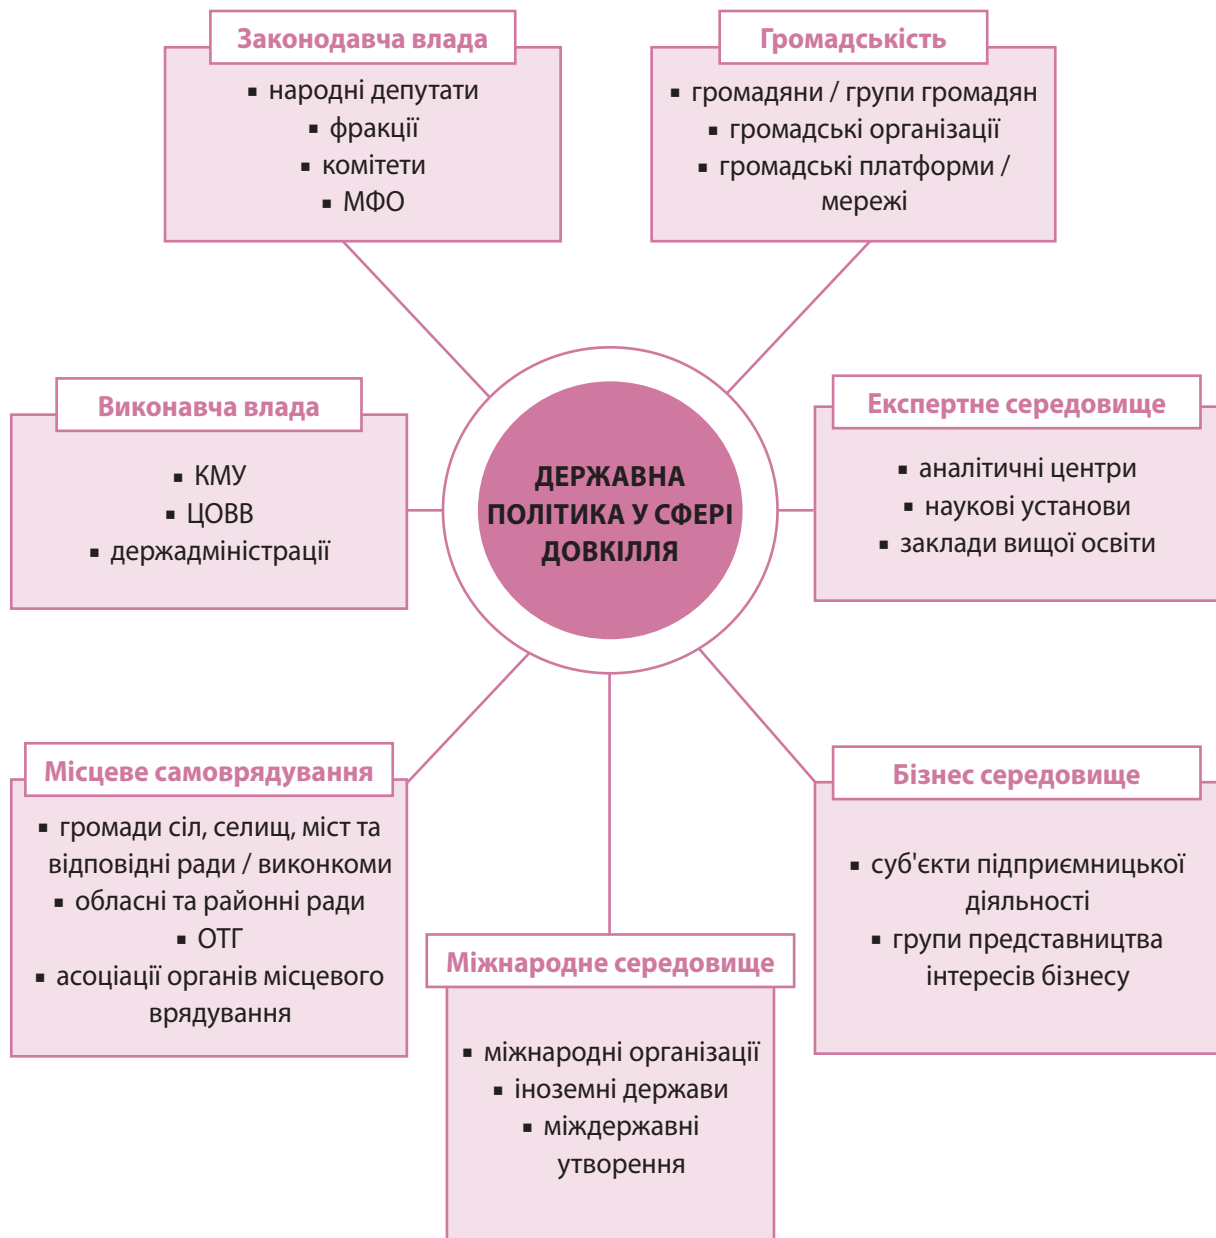 Законодавча влада
▪ народні депутати
▪ фракції
▪ комітети
▪ МФО
Громадськість
▪ громадяни / групи громадян
▪ громадські організації
▪ громадські платформи /
мережі
Виконавча влада
▪ КМУ
▪ ЦОВВ
▪ держадміністрації
ДЕРЖАВНА
ПОЛІТИКА У СФЕРІ
ДОВКІЛЛЯ
Експертне середовище
▪ аналітичні центри
▪ наукові установи
▪ заклади вищої освіти
Місцеве самоврядування
▪ громади сіл, селищ, міст та
відповідні ради / виконкоми
▪ обласні та районні ради
▪ ОТГ
▪ асоціації органів місцевого
врядування
Міжнародне середовище
▪ міжнародні організації
▪ іноземні держави
▪ міждержавні
утворення
Бізнес середовище
▪ суб'єкти підприємницької
діяльності
▪ групи представництва
інтересів бізнесу